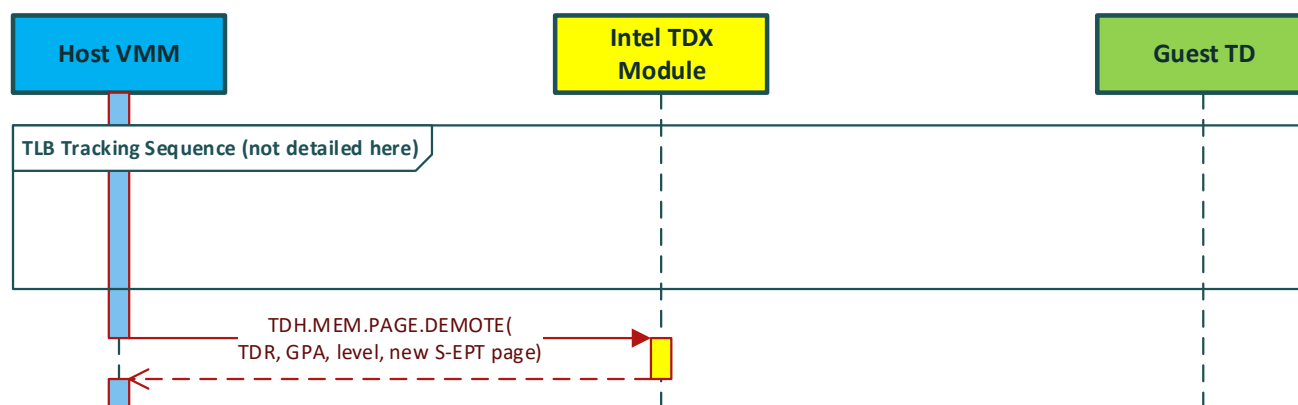 Host VMM
Intel TDX
Module
Guest TD
TLB Tracking Sequence (not detailed here)
TDH.MEM.PAGE.DEMOTE(
TDR, GPA, level, new S-EPT page)